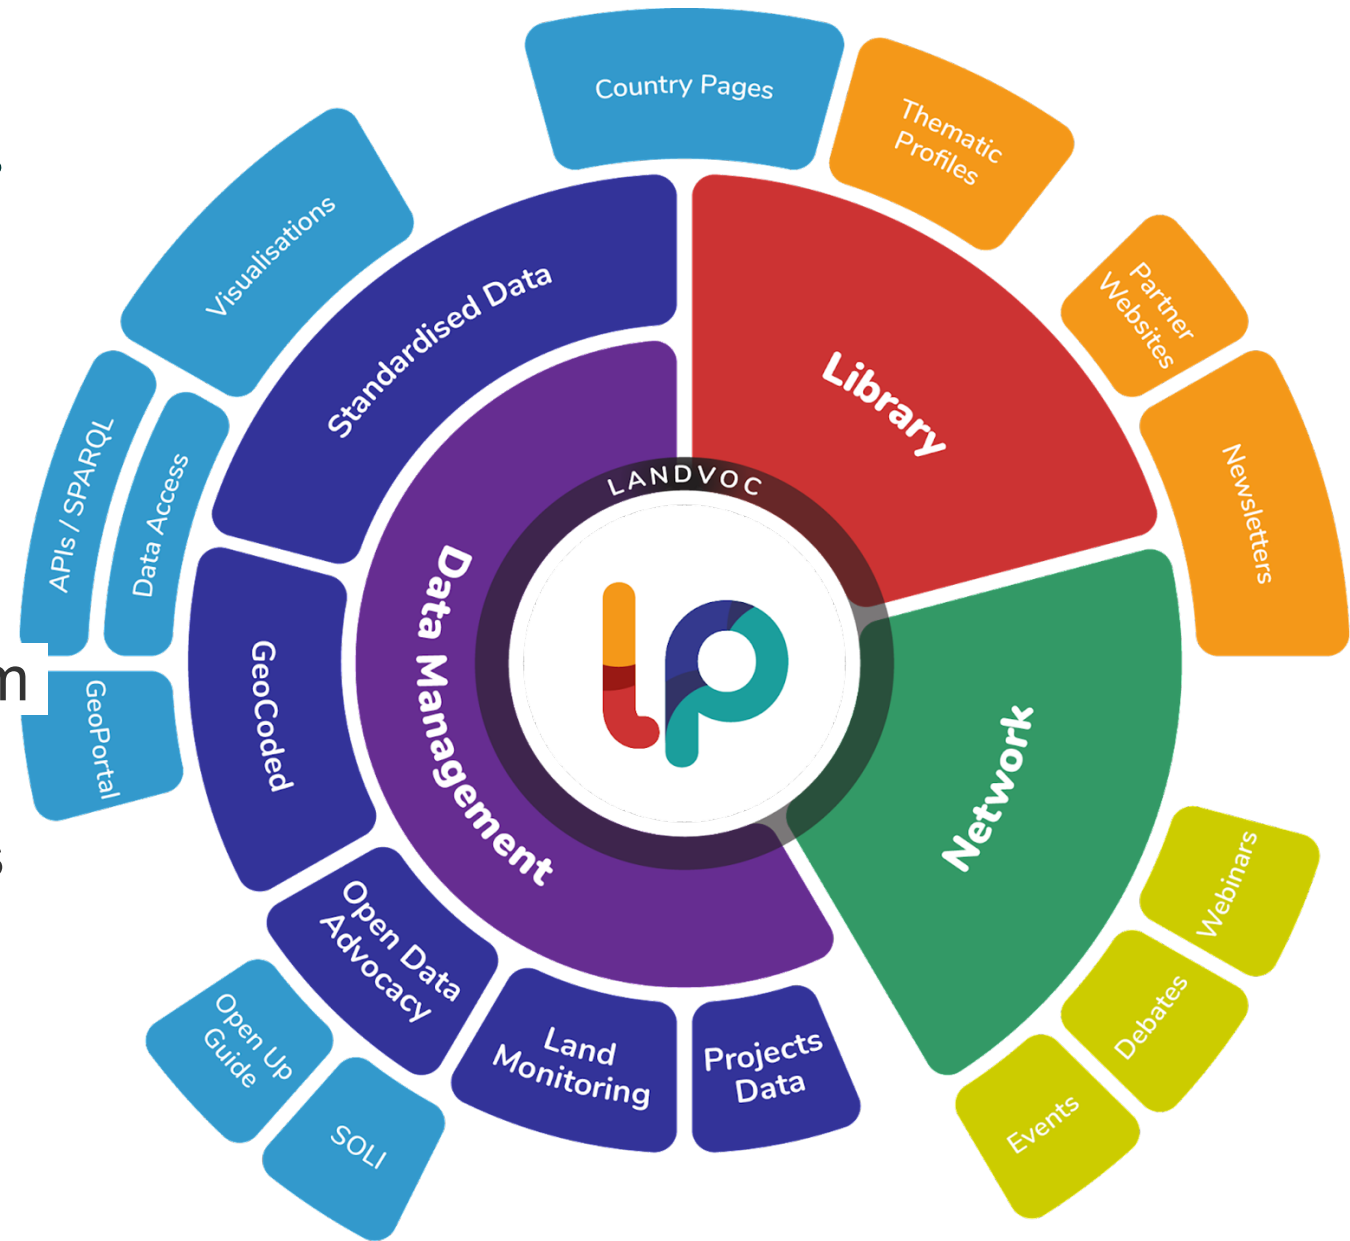 Country Pages
Thematic
Profiles
Visualisations
Partner
Websites
Standardised Data
Library
Newsletters
APIs / SPARQL
Data Access
LANDVOC
Data Management
lp
GeoCoded
m
GeoPortal
Network
s
Webinars
Open Data
Advocacy
Debates
Open Up
Guide
Land
Monitoring
Projects
Data
Events
SOLI